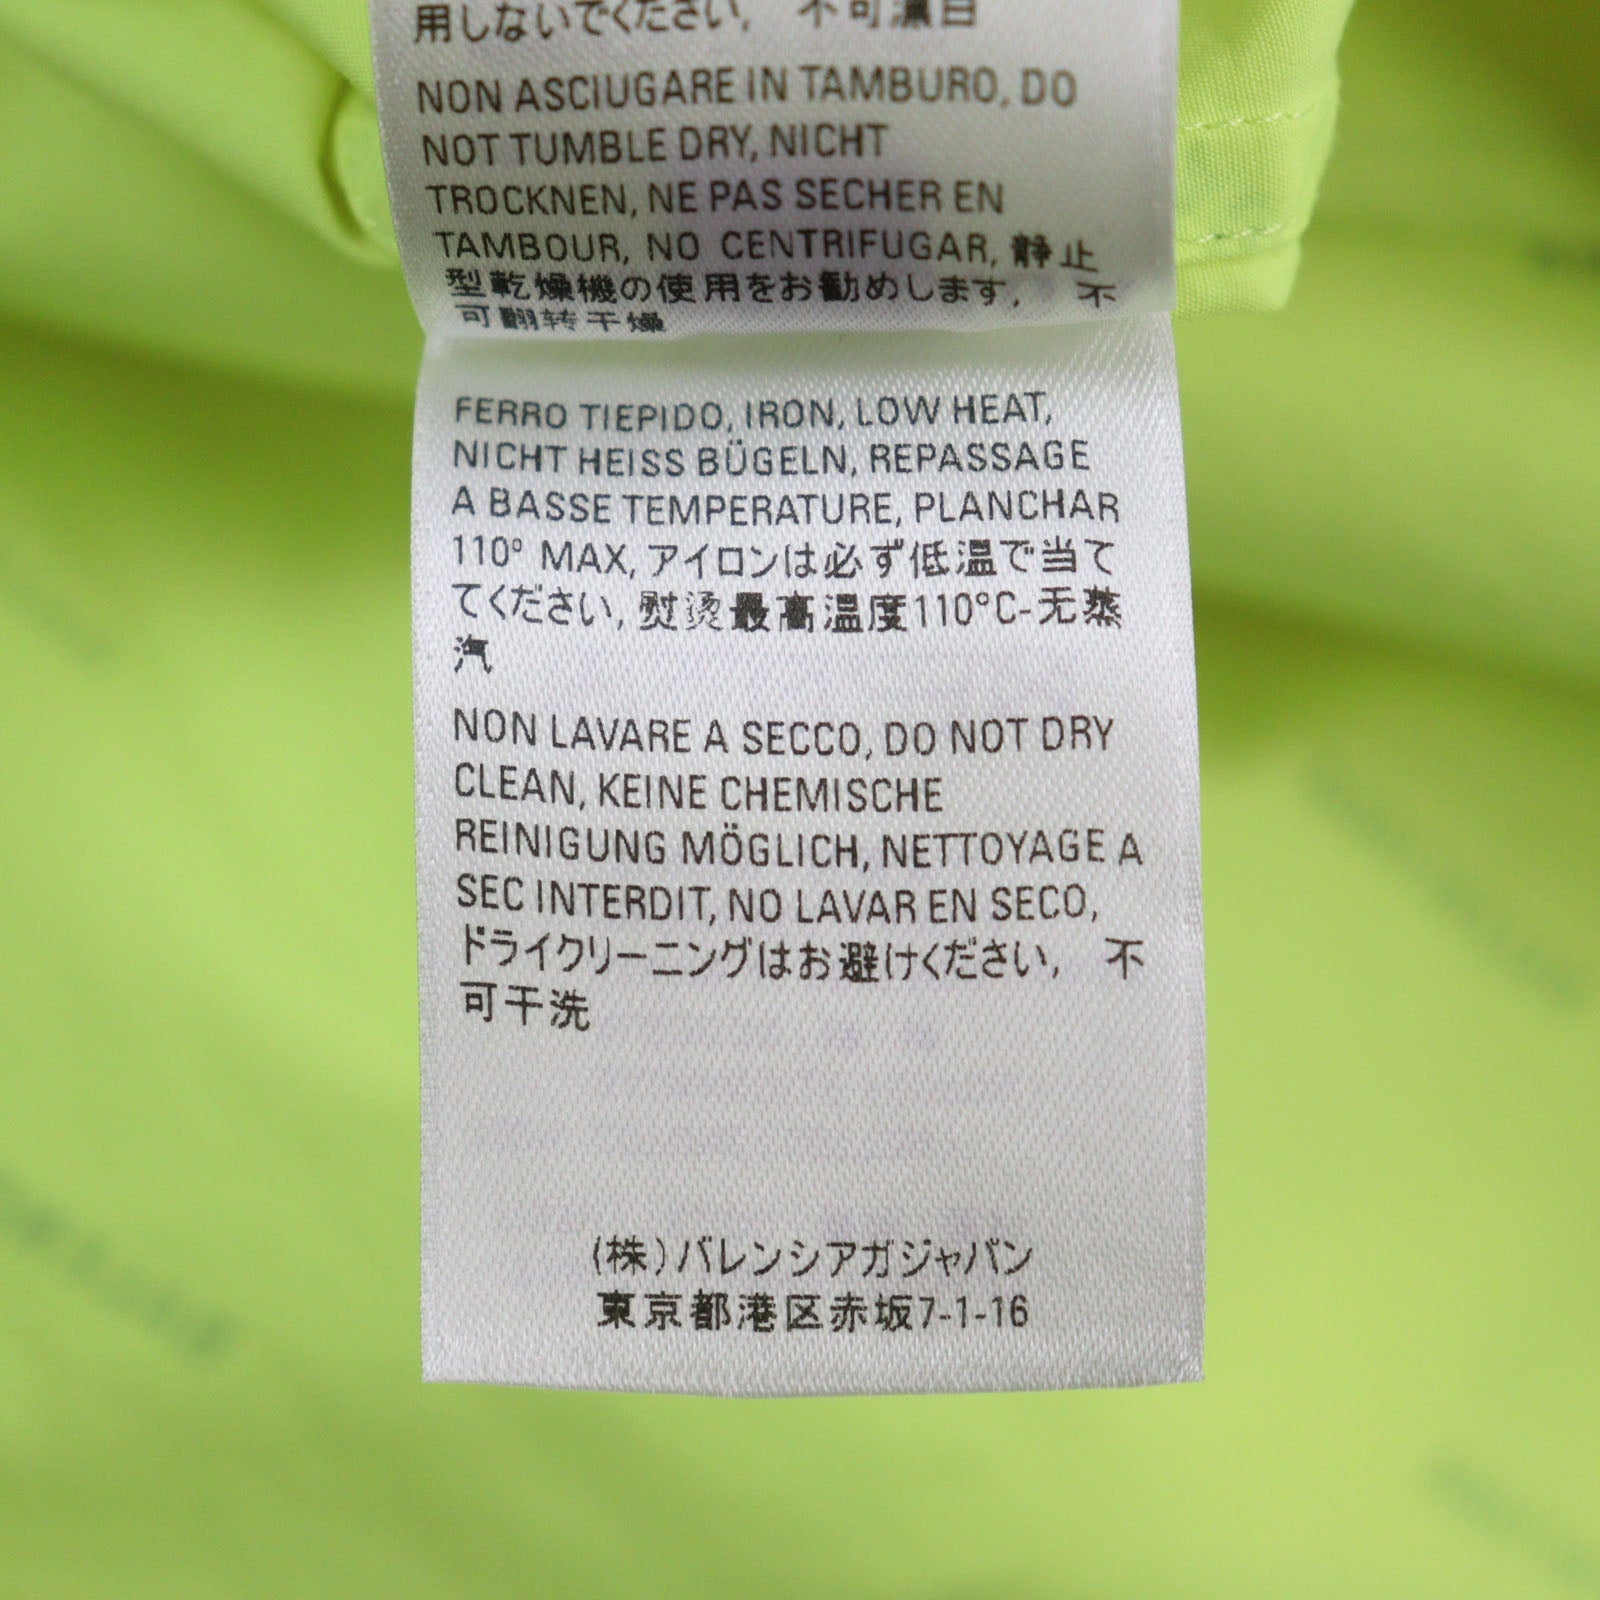 用しないでください, 不可漂白
NON ASCIUGARE IN TAMBURO, DO
NOT TUMBLE DRY, NICHT
TROCKNEN, NE PAS SECHER EN
TAMBOUR, NO CENTRIFUGAR, 静止
型乾燥機の使用をお勧めします, 不
可翻转干燥
FERRO TIEPIDO, IRON, LOW HEAT,
NICHT HEISS BÜGELN, REPASSAGE
A BASSE TEMPERATURE, PLANCHAR
110° MAX, アイロンは必ず低温で当て
てください, 熨烫最高温度110°C-无蒸
汽
NON LAVARE A SECCO, DO NOT DRY
CLEAN, KEINE CHEMISCHE
REINIGUNG MÖGLICH, NETTOYAGE A
SEC INTERDIT, NO LAVAR EN SECO,
ドライクリーニングはお避けください, 不
可干洗
(株)バレンシアガジャパン
東京都港区赤坂7-1-16